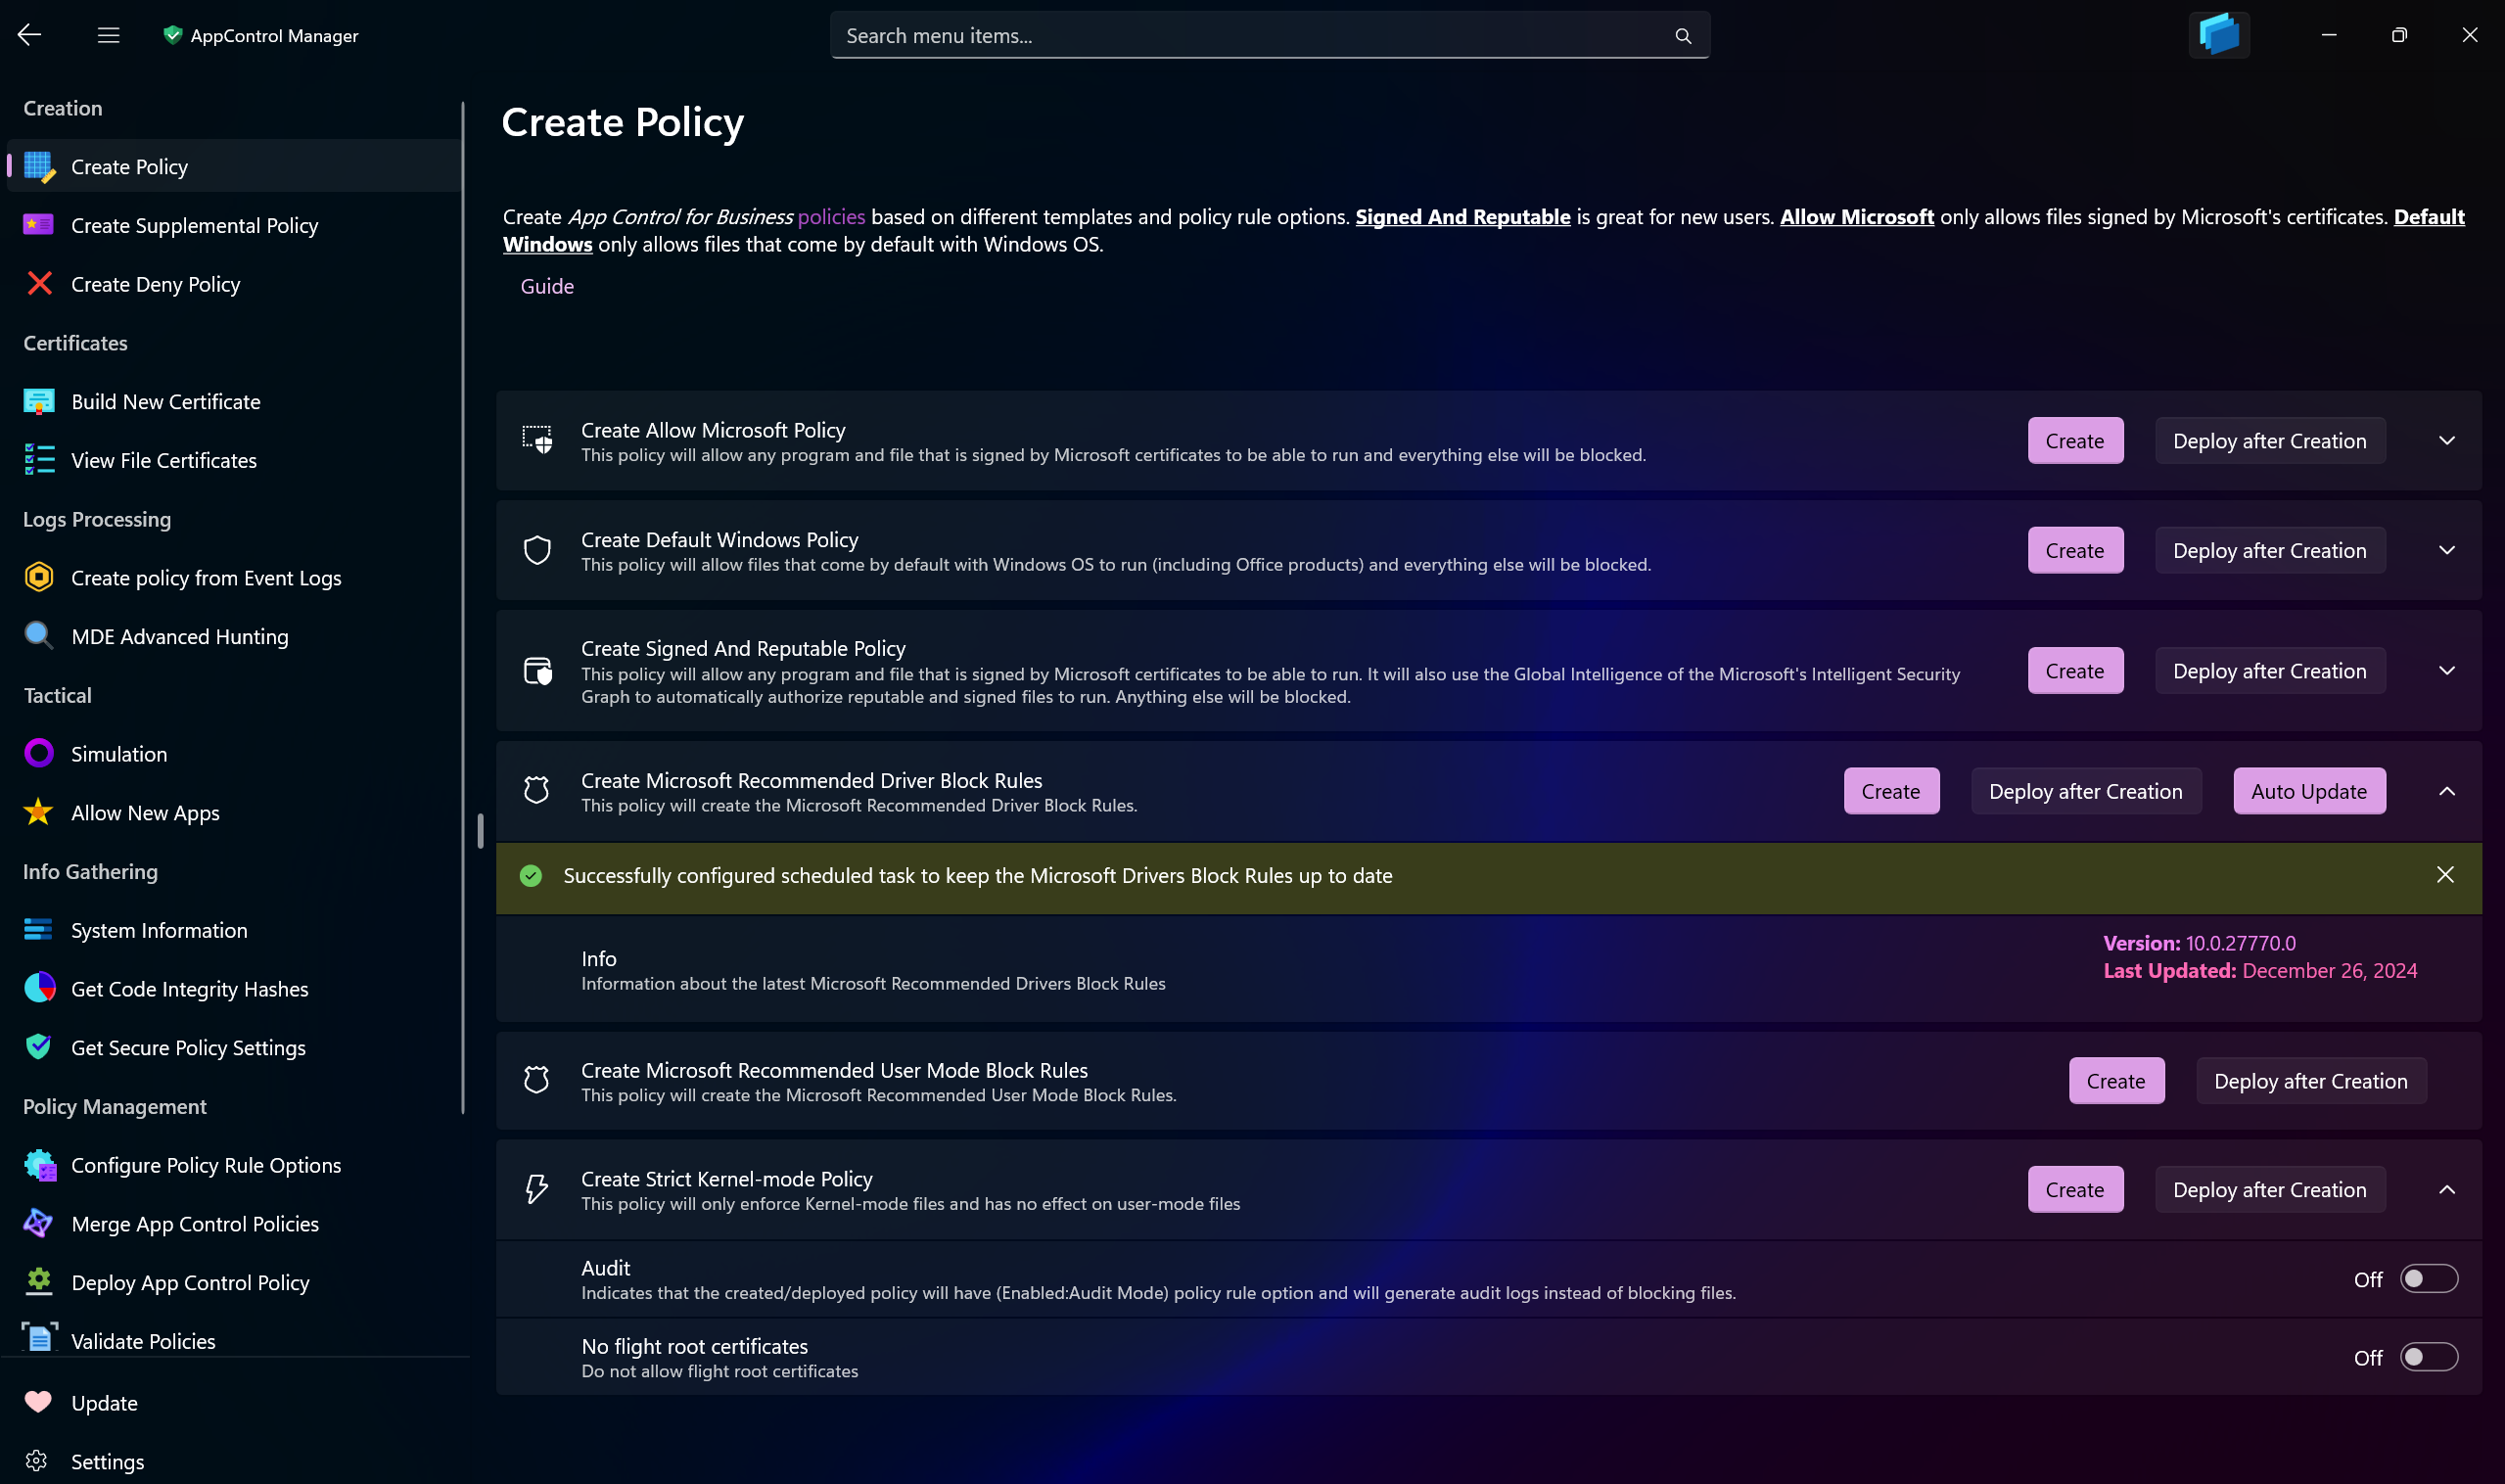 AppControl Manager
Search menu items...
Creation
Create Policy
Create Supplemental Policy
Create Deny Policy
Certificates
Build New Certificate
View File Certificates
Logs Processing
Create policy from Event Logs
MDE Advanced Hunting
Tactical
Simulation
Allow New Apps
Info Gathering
System Information
Get Code Integrity Hashes
Get Secure Policy Settings
Policy Management
Configure Policy Rule Options
Merge App Control Policies
Deploy App Control Policy
Validate Policies
Update
Settings
Create Policy
Create App Control for Business policies based on different templates and policy rule options. Signed And Reputable is great for new users. Allow Microsoft only allows files signed by Microsoft's certificates. Default
Windows only allows files that come by default with Windows OS.
Guide
Create Allow Microsoft Policy
This policy will allow any program and file that is signed by Microsoft certificates to be able to run and everything else will be blocked.
Create
Deploy after Creation
Create Default Windows Policy
This policy will allow files that come by default with Windows OS to run (including Office products) and everything else will be blocked.
Create
Deploy after Creation
Create Signed And Reputable Policy
This policy will allow any program and file that is signed by Microsoft certificates to be able to run. It will also use the Global Intelligence of the Microsoft's Intelligent Security
Graph to automatically authorize reputable and signed files to run. Anything else will be blocked.
Create
Deploy after Creation
Create Microsoft Recommended Driver Block Rules
This policy will create the Microsoft Recommended Driver Block Rules.
Create
Deploy after Creation
Auto Update
Successfully configured scheduled task to keep the Microsoft Drivers Block Rules up to date
Info
Information about the latest Microsoft Recommended Drivers Block Rules
Version: 10.0.27770.0
Last Updated: December 26, 2024
Create Microsoft Recommended User Mode Block Rules
This policy will create the Microsoft Recommended User Mode Block Rules.
Create
Deploy after Creation
Create Strict Kernel-mode Policy
This policy will only enforce Kernel-mode files and has no effect on user-mode files
Create
Deploy after Creation
Audit
Indicates that the created/deployed policy will have (Enabled:Audit Mode) policy rule option and will generate audit logs instead of blocking files.
Off
No flight root certificates
Do not allow flight root certificates
Off